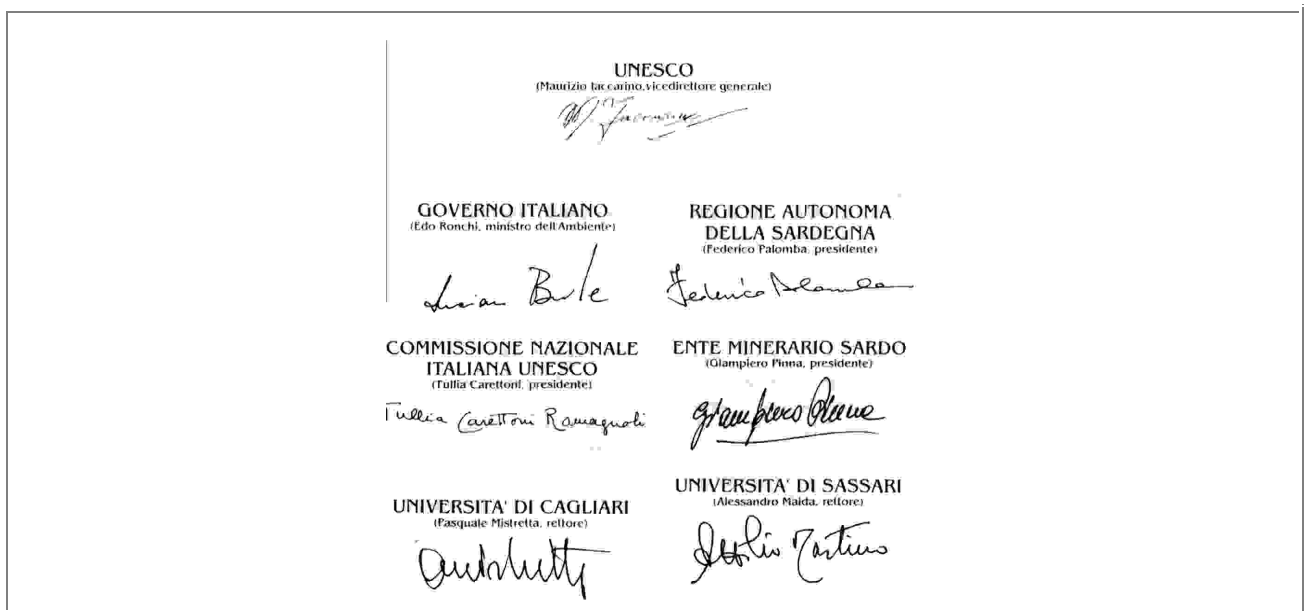 UNESCO
(Maurizio Iaccarino, vicedirettore generale)
GOVERNO ITALIANO
(Edo Ronchi, ministro dell'Ambiente)
REGIONE AUTONOMA
DELLA SARDEGNA
(Federico Palomba, presidente)
Federico Palomba
COMMISSIONE NAZIONALE
ITALIANA UNESCO
(Tullia Carettoni, presidente)
Tullia Carettoni Romagnoli
ENTE MINERARIO SARDO
(Giampiero Pinna, presidente)
Giampiero Pinna
UNIVERSITA' DI CAGLIARI
(Pasquale Mistretta, rettore)
UNIVERSITA' DI SASSARI
(Alessandro Maida, rettore)
Attilio Mastino